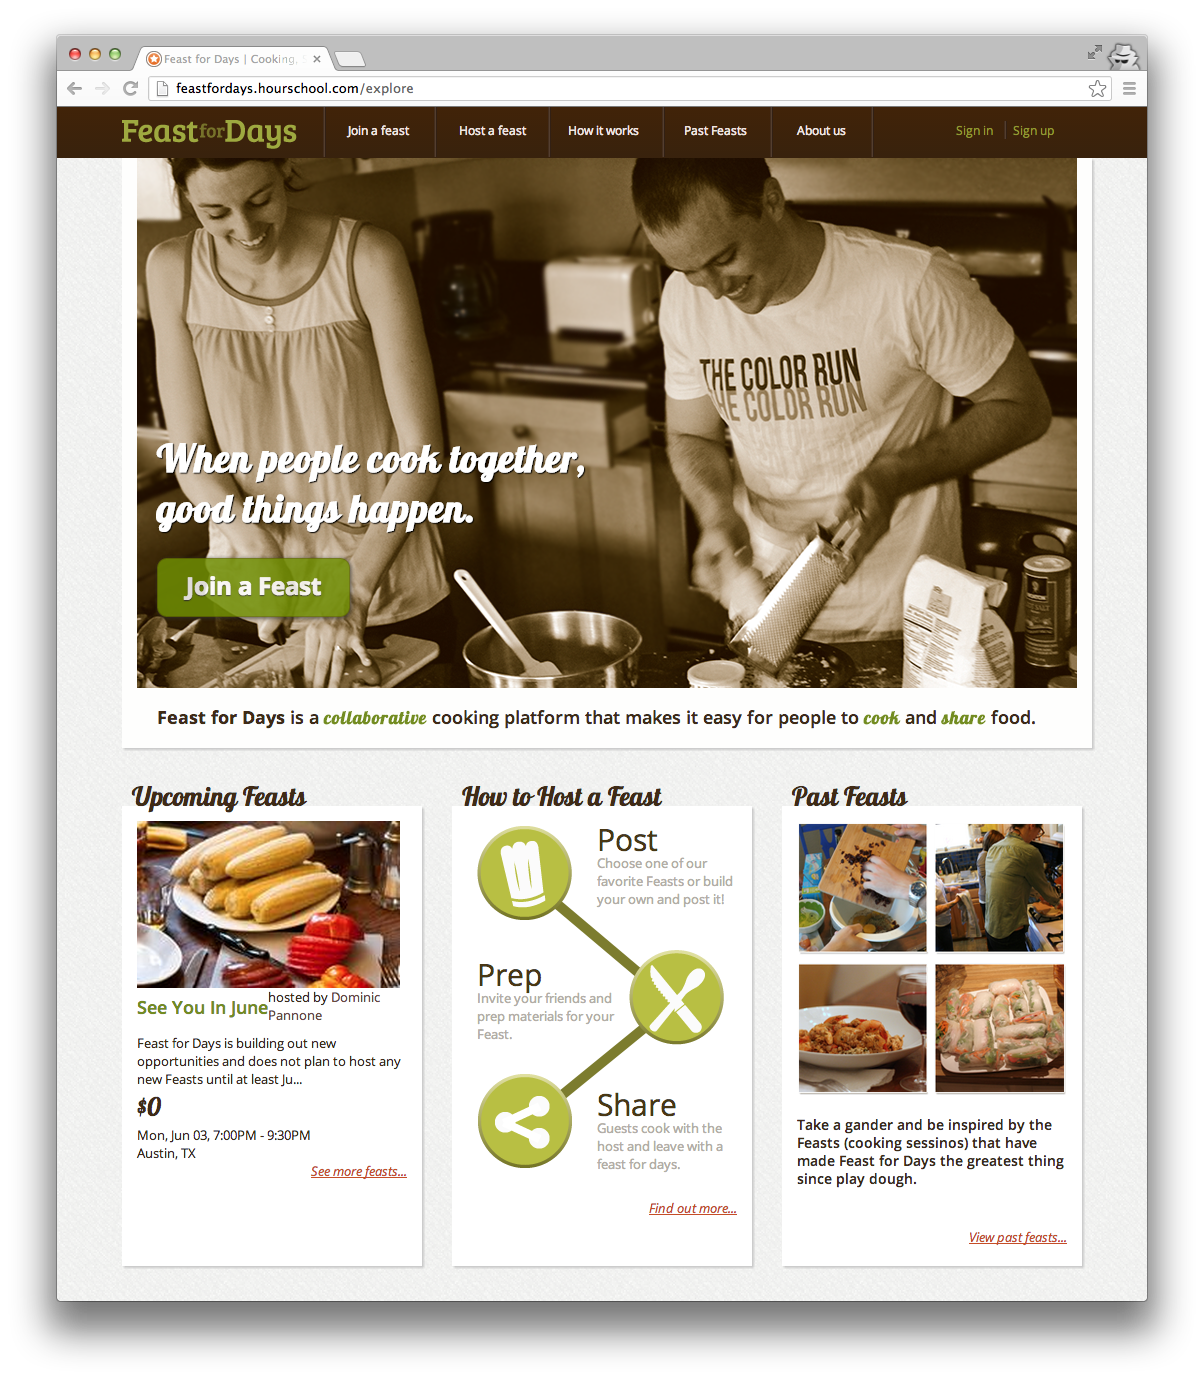 Feast for Days | Cooking,
feastfordays.hourschool.com/explore
FeastforDays
Join a feast
Host a feast
How it works
Past Feasts
About us
Sign in
Sign up
THE COLOR RUN
THE COLOR RUN
When people cook together,
good things happen.
Join a Feast
Feast for Days is a collaborative cooking platform that makes it easy for people to cook and share food.
Upcoming Feasts
See You In June
hosted by Dominic
Pannone
Feast for Days is building out new
opportunities and does not plan to host any
new Feasts until at least Ju...
$0
Mon, Jun 03, 7:00PM - 9:30PM
Austin, TX
See more feasts...
How to Host a Feast
Post
Choose one of our
favorite Feasts or build
your own and post it!
Prep
Invite your friends and
prep materials for your
Feast.
Share
Guests cook with the
host and leave with a
feast for days.
Find out more...
Past Feasts
Take a gander and be inspired by the
Feasts (cooking sessinos) that have
made Feast for Days the greatest thing
since play dough.
View past feasts...